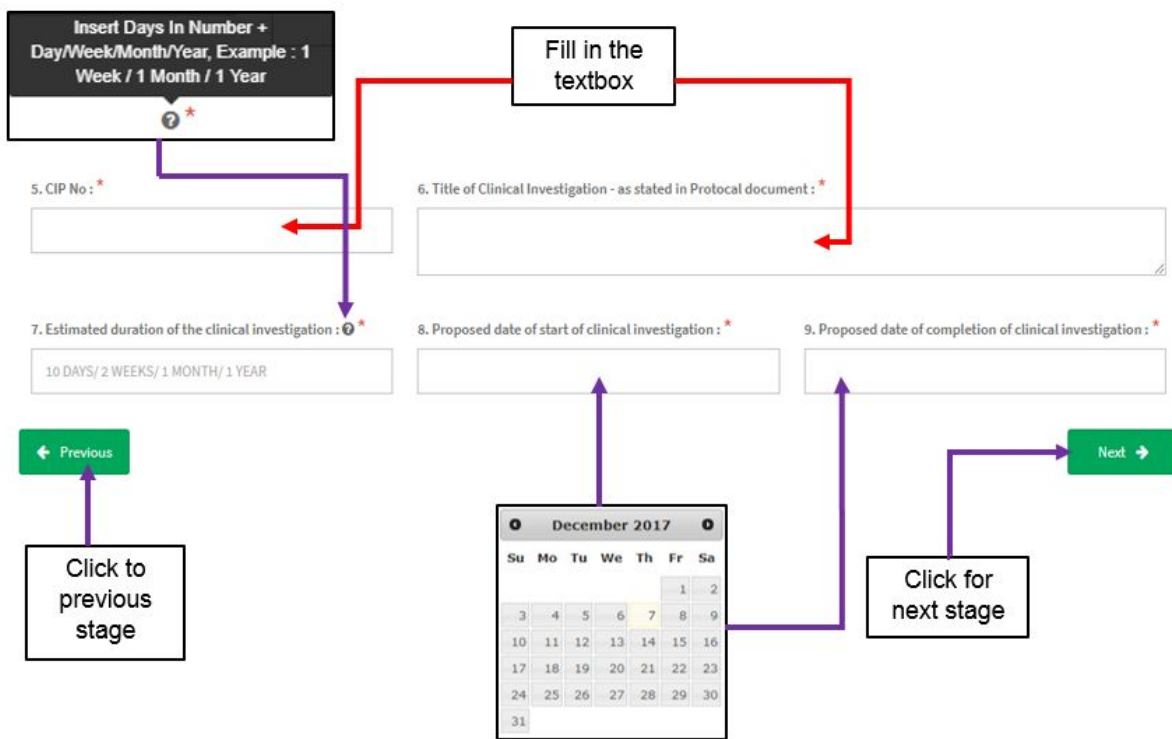 Insert Days In Number +
Day/Week/Month/Year, Example : 1
Week / 1 Month / 1 Year
? *
Fill in the
textbox
5. CIP No : *
6. Title of Clinical Investigation - as stated in Protocal document : *
7. Estimated duration of the clinical investigation : ? *
8. Proposed date of start of clinical investigation : *
9. Proposed date of completion of clinical investigation : *
10 DAYS/ 2 WEEKS/ 1 MONTH/ 1 YEAR
Previous
Next
Click to
previous
stage
December 2017
Su Mo Tu We Th Fr Sa
1 2
3 4 5 6 7 8 9
10 11 12 13 14 15 16
17 18 19 20 21 22 23
24 25 26 27 28 29 30
31
Click for
next stage